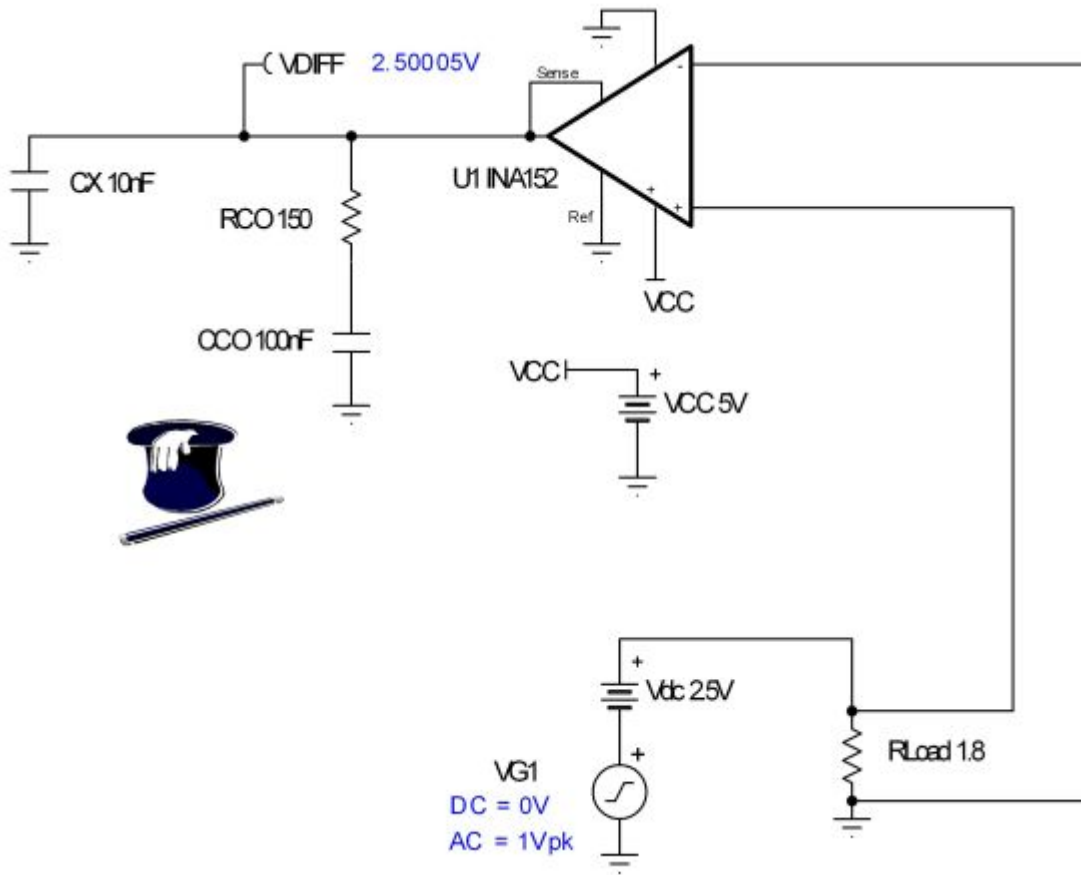 VDIFF 2.50005V
Sense
-
CX 10nF
U1 INA152
+
+
RCO 150
Ref
VCC
CCO 100nF
VCC
+
VCC 5V
+
Vdc 2.5V
+
RLoad 1.8
VG1
DC = 0V
AC = 1Vpk